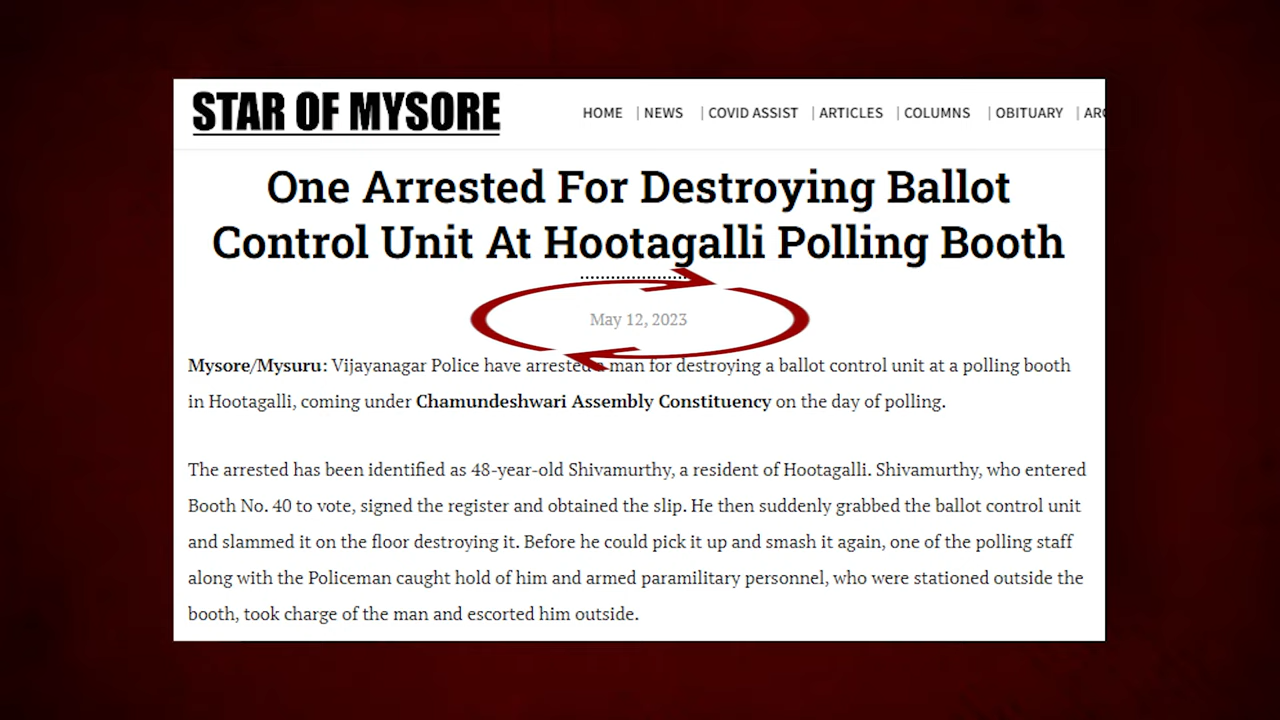 STAR OF MYSORE
HOME | NEWS | COVID ASSIST | ARTICLES | COLUMNS | OBITUARY |
One Arrested For Destroying Ballot
Control Unit At Hootagalli Polling Booth
May 12, 2023
Mysore/Mysuru: Vijayanagar Police have arrested a man for destroying a ballot control unit at a polling booth
in Hootagalli, coming under Chamundeshwari Assembly Constituency on the day of polling.
The arrested has been identified as 48-year-old Shivamurthy, a resident of Hootagalli. Shivamurthy, who entered
Booth No. 40 to vote, signed the register and obtained the slip. He then suddenly grabbed the ballot control unit
and slammed it on the floor destroying it. Before he could pick it up and smash it again, one of the polling staff
along with the Policeman caught hold of him and armed paramilitary personnel, who were stationed outside the
booth, took charge of the man and escorted him outside.